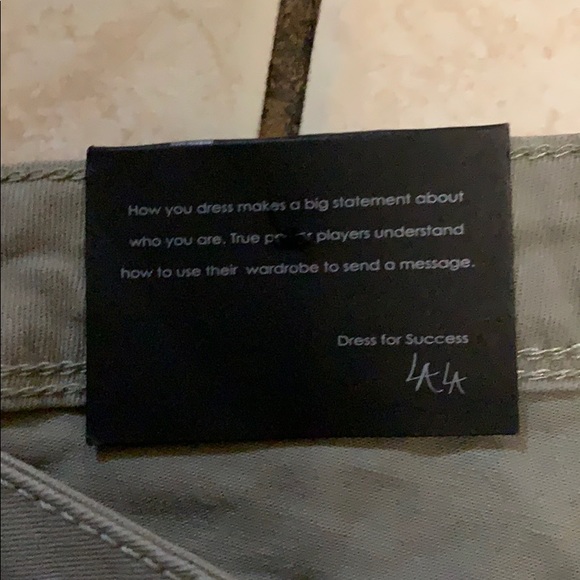 How you dress makes a big statement about
who you are. True players understand
how to use their wardrobe to send a message.
Dress for Success
LALA